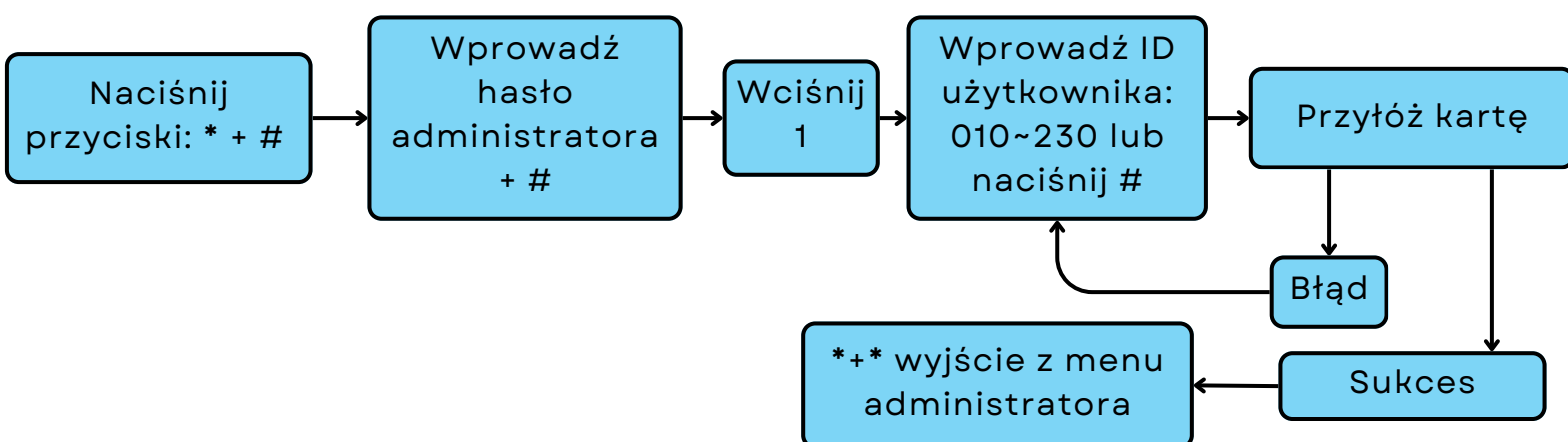 Naciśnij
przyciski: * + #
Wprowadź
hasło
administratora
+ #
Wciśnij
1
Wprowadź ID
użytkownika:
010~230 lub
naciśnij #
Przyłóż kartę
Błąd
Sukces
*+* wyjście z menu
administratora